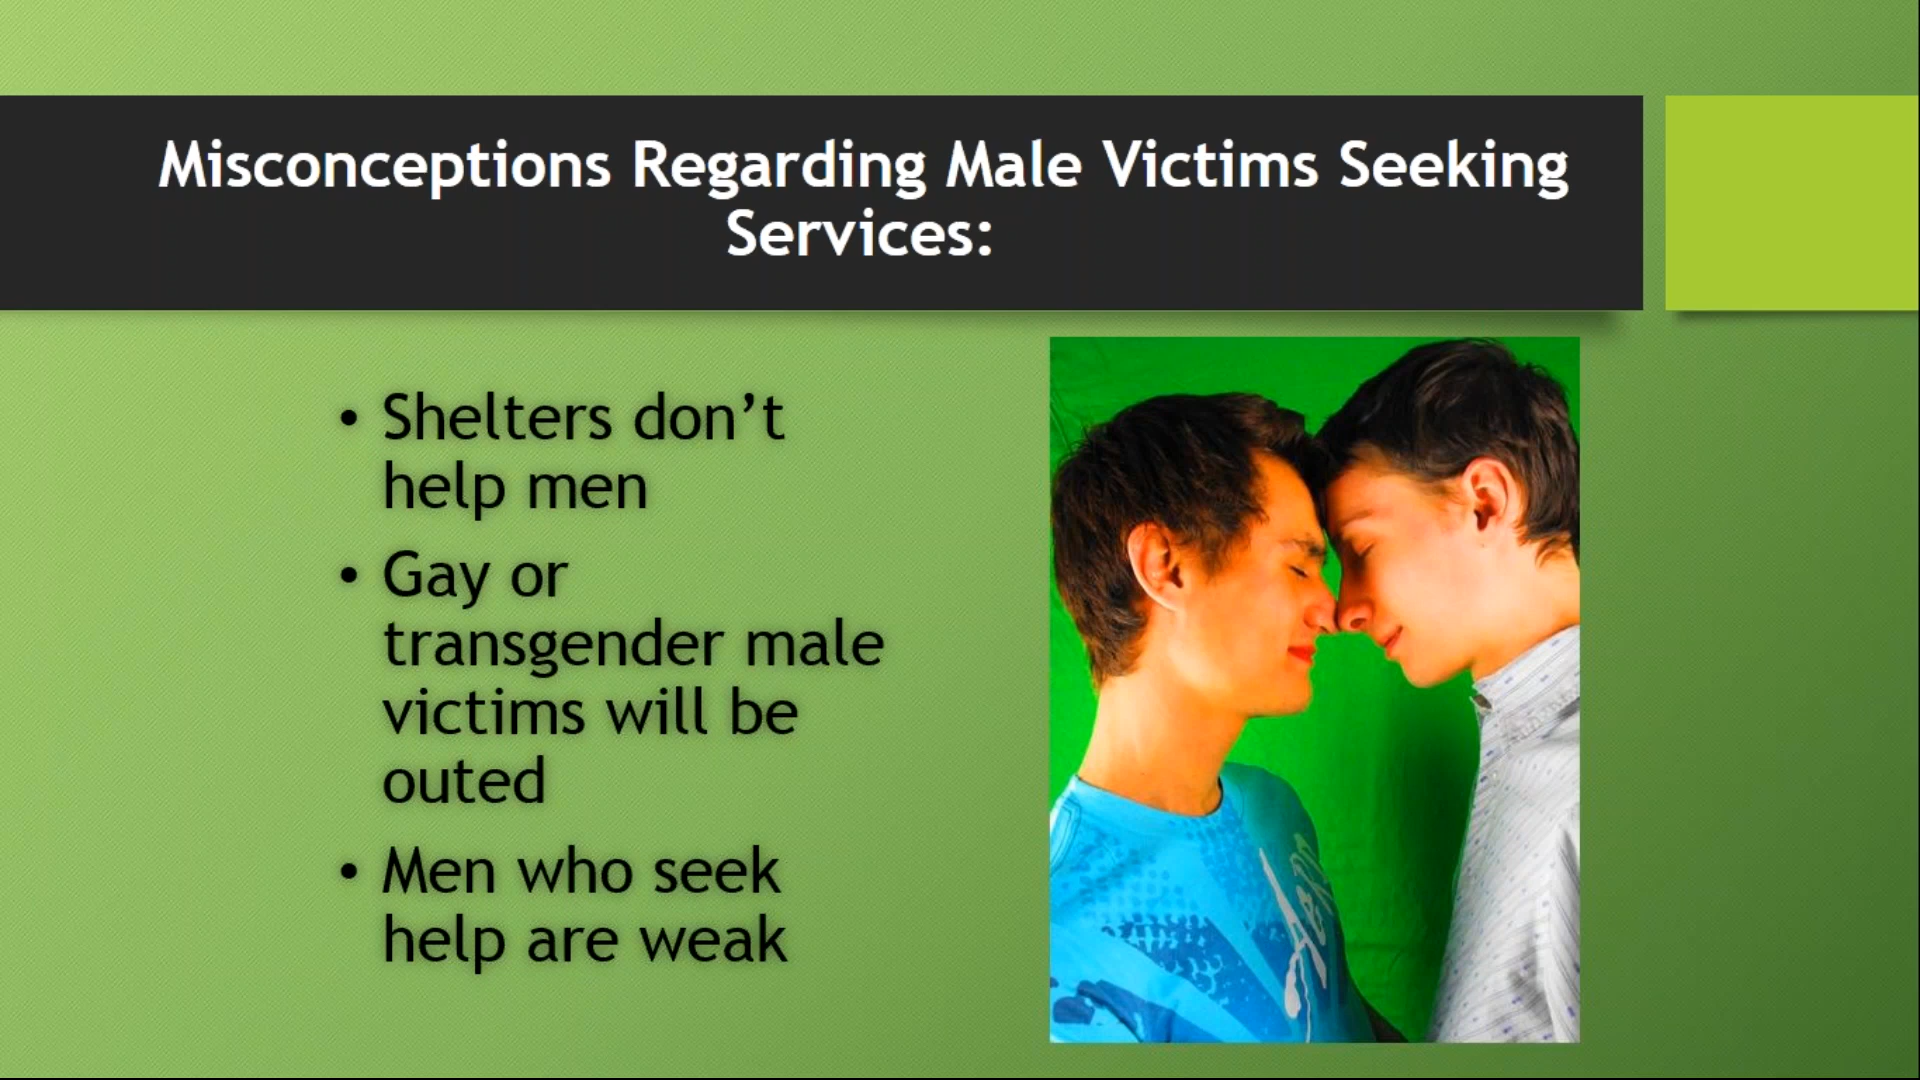 Misconceptions Regarding Male Victims Seeking
Services:
• Shelters don’t
help men
• Gay or
transgender male
victims will be
outed
• Men who seek
help are weak